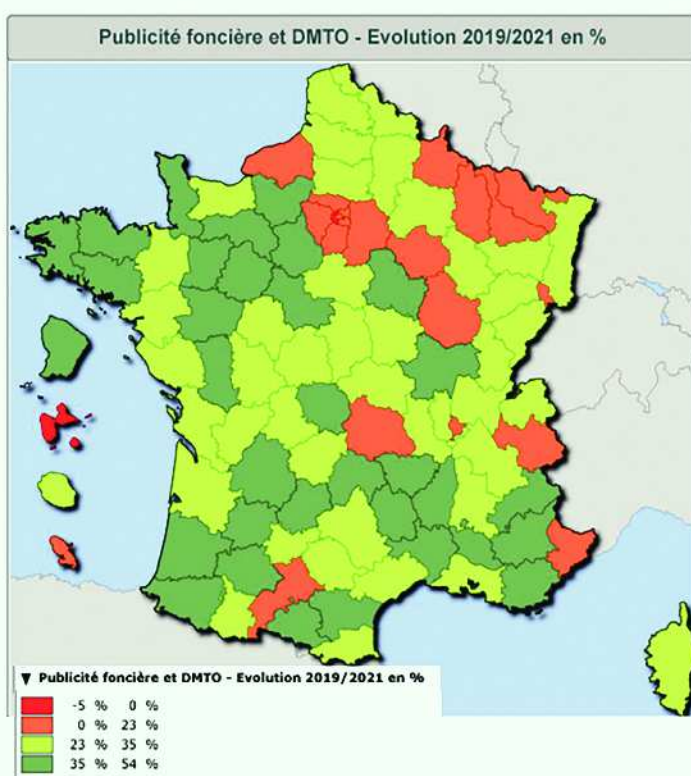 Publicité foncière et DMTO - Evolution 2019/2021 en %
▼ Publicité foncière et DMTO - Evolution 2019/2021 en %
-5 % 0 %
0 % 23 %
23 % 35 %
35 % 54 %